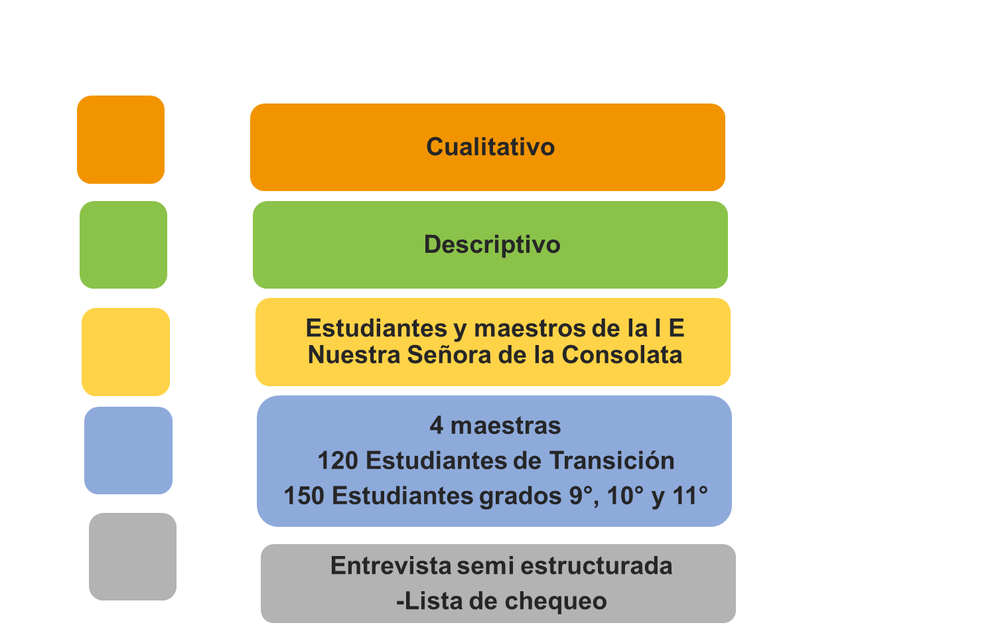 Cualitativo
Descriptivo
Estudiantes y maestros de la I E
Nuestra Señora de la Consolata
4 maestras
120 Estudiantes de Transición
150 Estudiantes grados 9°, 10° y 11°
Entrevista semi estructurada
-Lista de chequeo